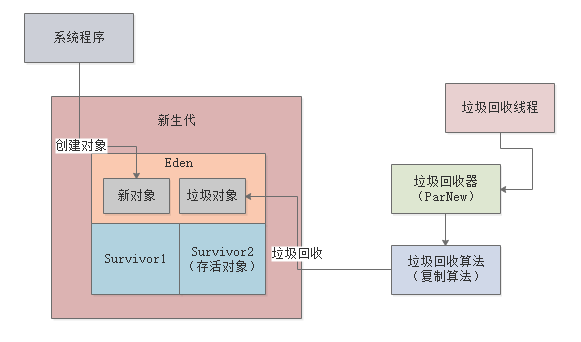 系统程序
垃圾回收线程
新生代
创建对象
Eden
新对象
垃圾对象
垃圾回收器
（ParNew）
Survivor1
Survivor2
（存活对象）
垃圾回收
垃圾回收算法
（复制算法）